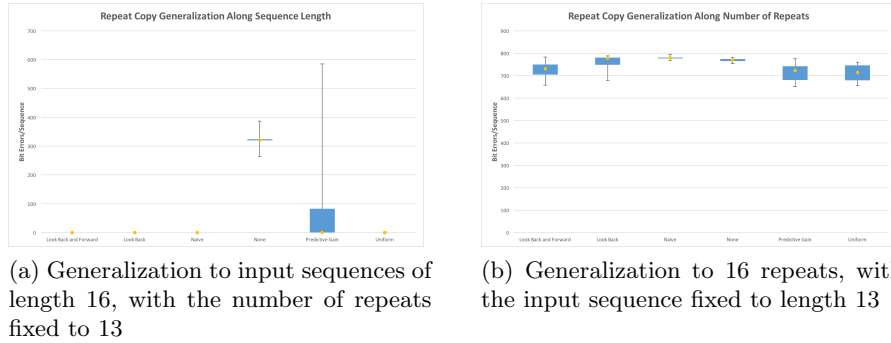 Repeat Copy Generalization Along Sequence Length
700
600
500
400
300
200
100
0
Bit Errors/Sequence
Look Back and Forward Look Back Naive None Predictive Gain Uniform
(a) Generalization to input sequences of
length 16, with the number of repeats
fixed to 13
Repeat Copy Generalization Along Number of Repeats
900
800
700
600
500
400
300
200
100
0
Bit Errors/Sequence
Look Back and Forward Look Back Naive None Predictive Gain Uniform
(b) Generalization to 16 repeats, with
the input sequence fixed to length 13